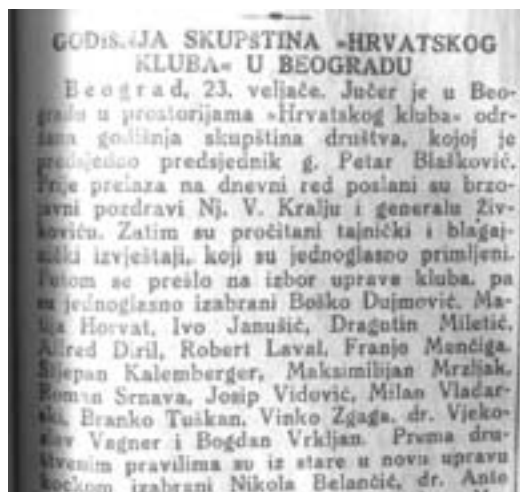 GODIŠNJA SKUPŠTINA »HRVATSKOG
KLUBA« U BEOGRADU
Beograd, 23. veljače. Jučer je u Beo-
gradu u prostorijama »Hrvatskog kluba« odr-
žana godišnja skupština društva, kojoj je
predsjedao predsjednik g. Petar Blašković.
Prije prelaza na dnevni red poslani su brzo-
javni pozdravi Nj. V. Kralju i generalu Živ-
koviću. Zatim su pročitani tajnički i blagaj-
nički izvještaji, koji su jednoglasno primljeni.
Potom se prešlo na izbor uprave kluba, pa
su jednoglasno izabrani Boško Dujmović, Ma-
tija Horvat, Ivo Janušić, Dragutin Miletić,
Alfred Diril, Robert Laval, Franjo Menčiga,
Stjepan Kalemberger, Maksimilijan Mrzljak,
Roman Srnava, Josip Vidović, Milan Vladar-
ski, Branko Tuškan, Vinko Zgaga, dr. Vjeko-
slav Vagner i Bogdan Vrkljan. Prema dru-
štvenim pravilima su iz stare u novu upravu
kockom izabrani Nikola Belančić, dr. Ante